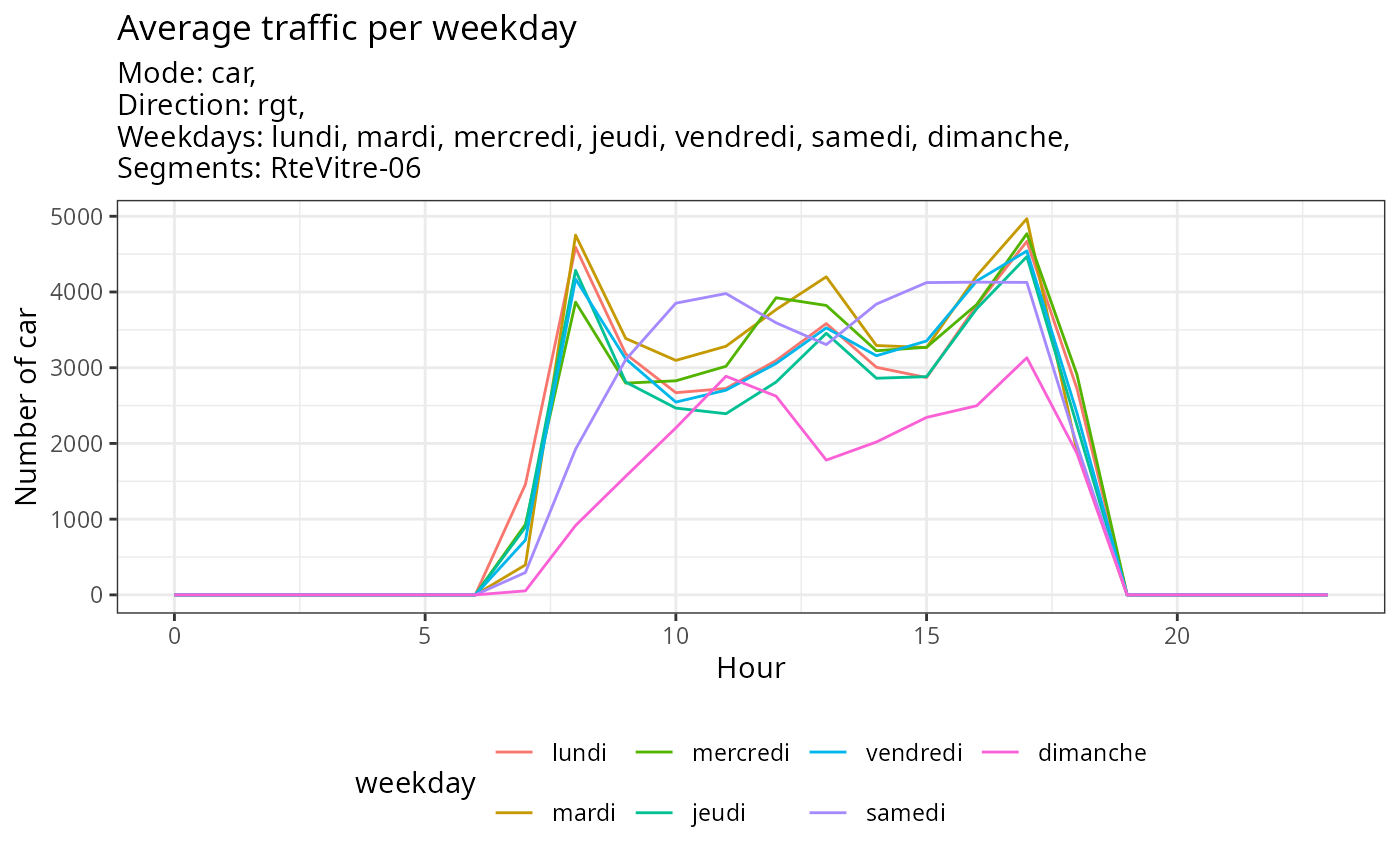 Average traffic per weekday
Mode: car,
Direction: rgt,
Weekdays: lundi, mardi, mercredi, jeudi, vendredi, samedi, dimanche,
Segments: RteVitre-06
Number of car
5000
4000
3000
2000
1000
0
0 5 10 15 20
Hour
weekday
lundi mercredi vendredi dimanche
mardi jeudi samedi